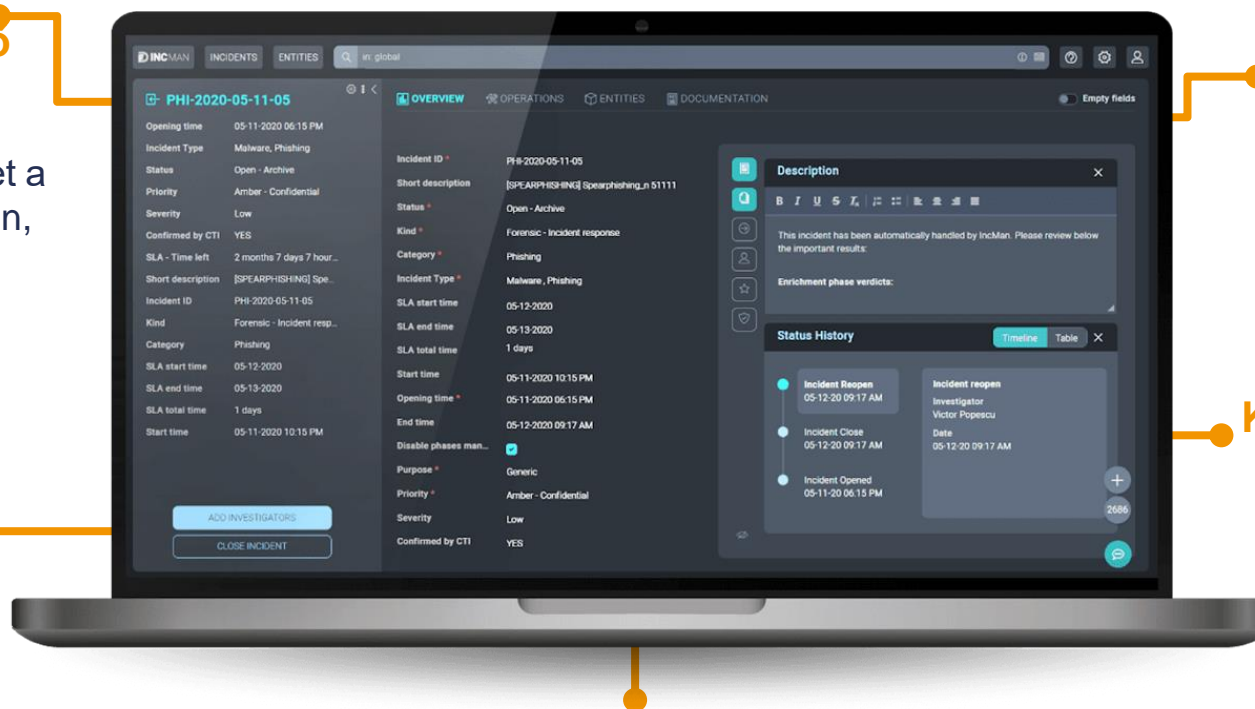 et a
n,
K
INCMAN INCIDENTS ENTITIES in: global
PHI-2020-05-11-05
Opening time 05-11-2020 06:15 PM
Incident Type Malware, Phishing
Status Open - Archive
Priority Amber - Confidential
Severity Low
Confirmed by CTI YES
SLA - Time left 2 months 7 days 7 hour...
Short description [SPEARPHISHING] Spe...
Incident ID PHI-2020-05-11-05
Kind Forensic - Incident resp...
Category Phishing
SLA start time 05-12-2020
SLA end time 05-13-2020
SLA total time 1 days
Start time 05-11-2020 10:15 PM
ADD INVESTIGATORS
CLOSE INCIDENT
OVERVIEW OPERATIONS ENTITIES DOCUMENTATION Empty fields
Incident ID * PHI-2020-05-11-05
Short description [SPEARPHISHING] Spearphishing_n 51111
Status * Open - Archive
Kind * Forensic - Incident response
Category * Phishing
Incident Type * Malware, Phishing
SLA start time 05-12-2020
SLA end time 05-13-2020
SLA total time 1 days
Start time 05-11-2020 10:15 PM
Opening time * 05-11-2020 06:15 PM
End time 05-12-2020 09:17 AM
Disable phases man...
Purpose * Generic
Priority * Amber - Confidential
Severity Low
Confirmed by CTI YES
Description
B I U S
This incident has been automatically handled by IncMan. Please review below
the important results:
Enrichment phase verdicts:
Status History Timeline Table
Incident Reopen
05-12-20 09:17 AM
Incident Close
05-12-20 09:17 AM
Incident Opened
05-11-20 06:15 PM
Incident reopen
Investigator
Victor Popescu
Date
05-12-20 09:17 AM
2686